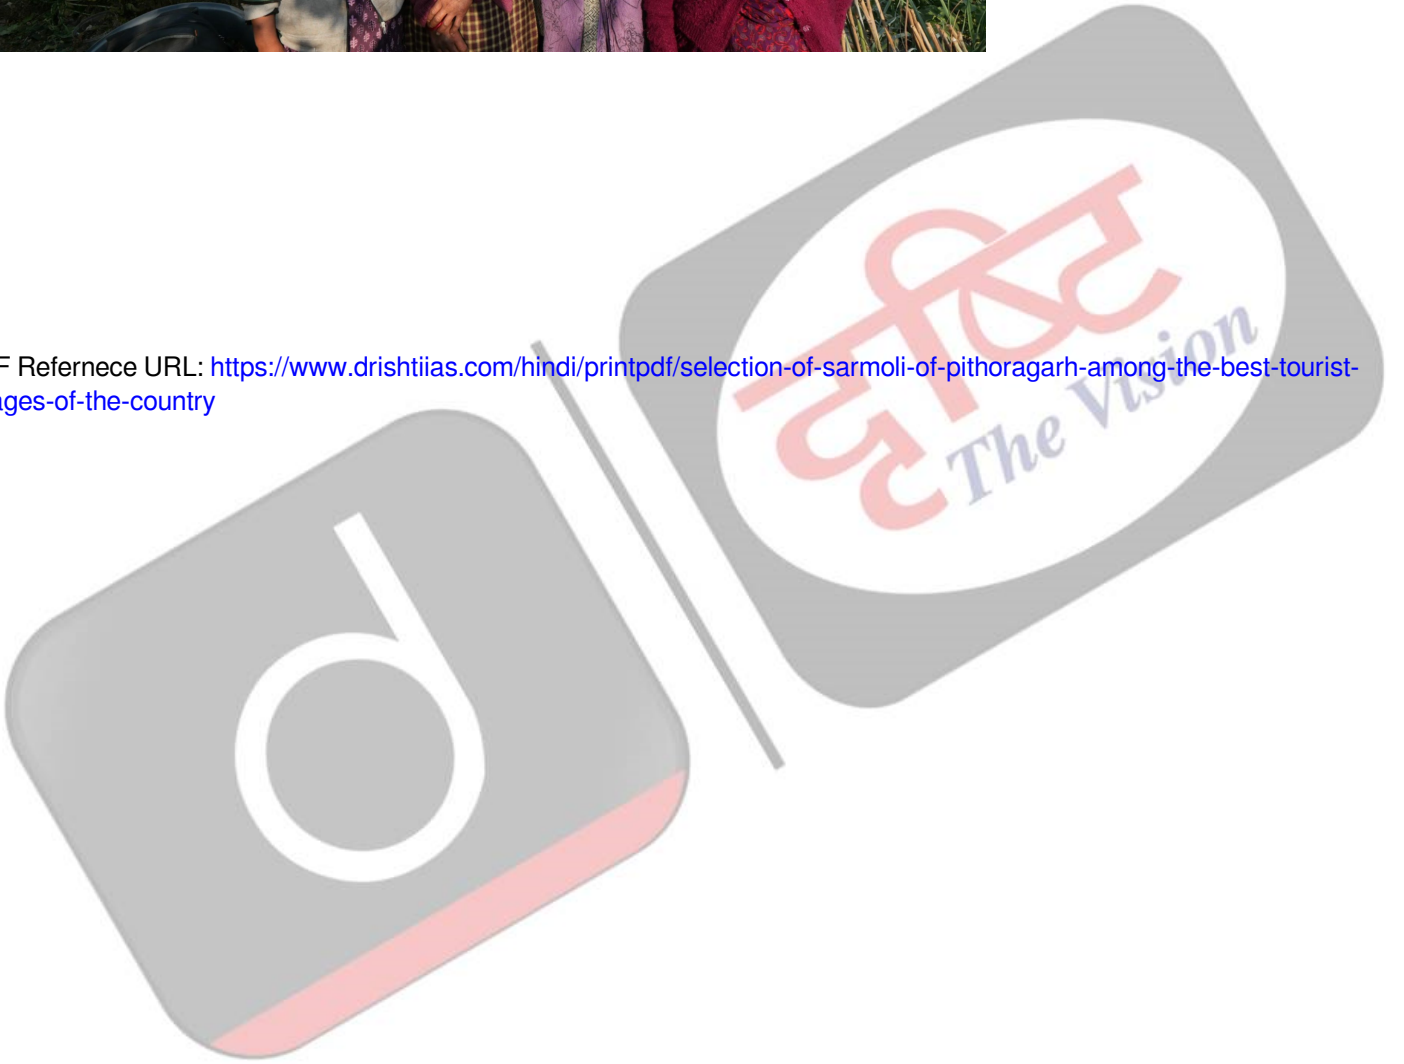 F Refernece URL: https://www.drishtiias.com/hindi/printpdf/selection-of-sarmoli-of-pithoragarh-among-the-best-tourist-
ages-of-the-country
दृष्टि
The Vision
d